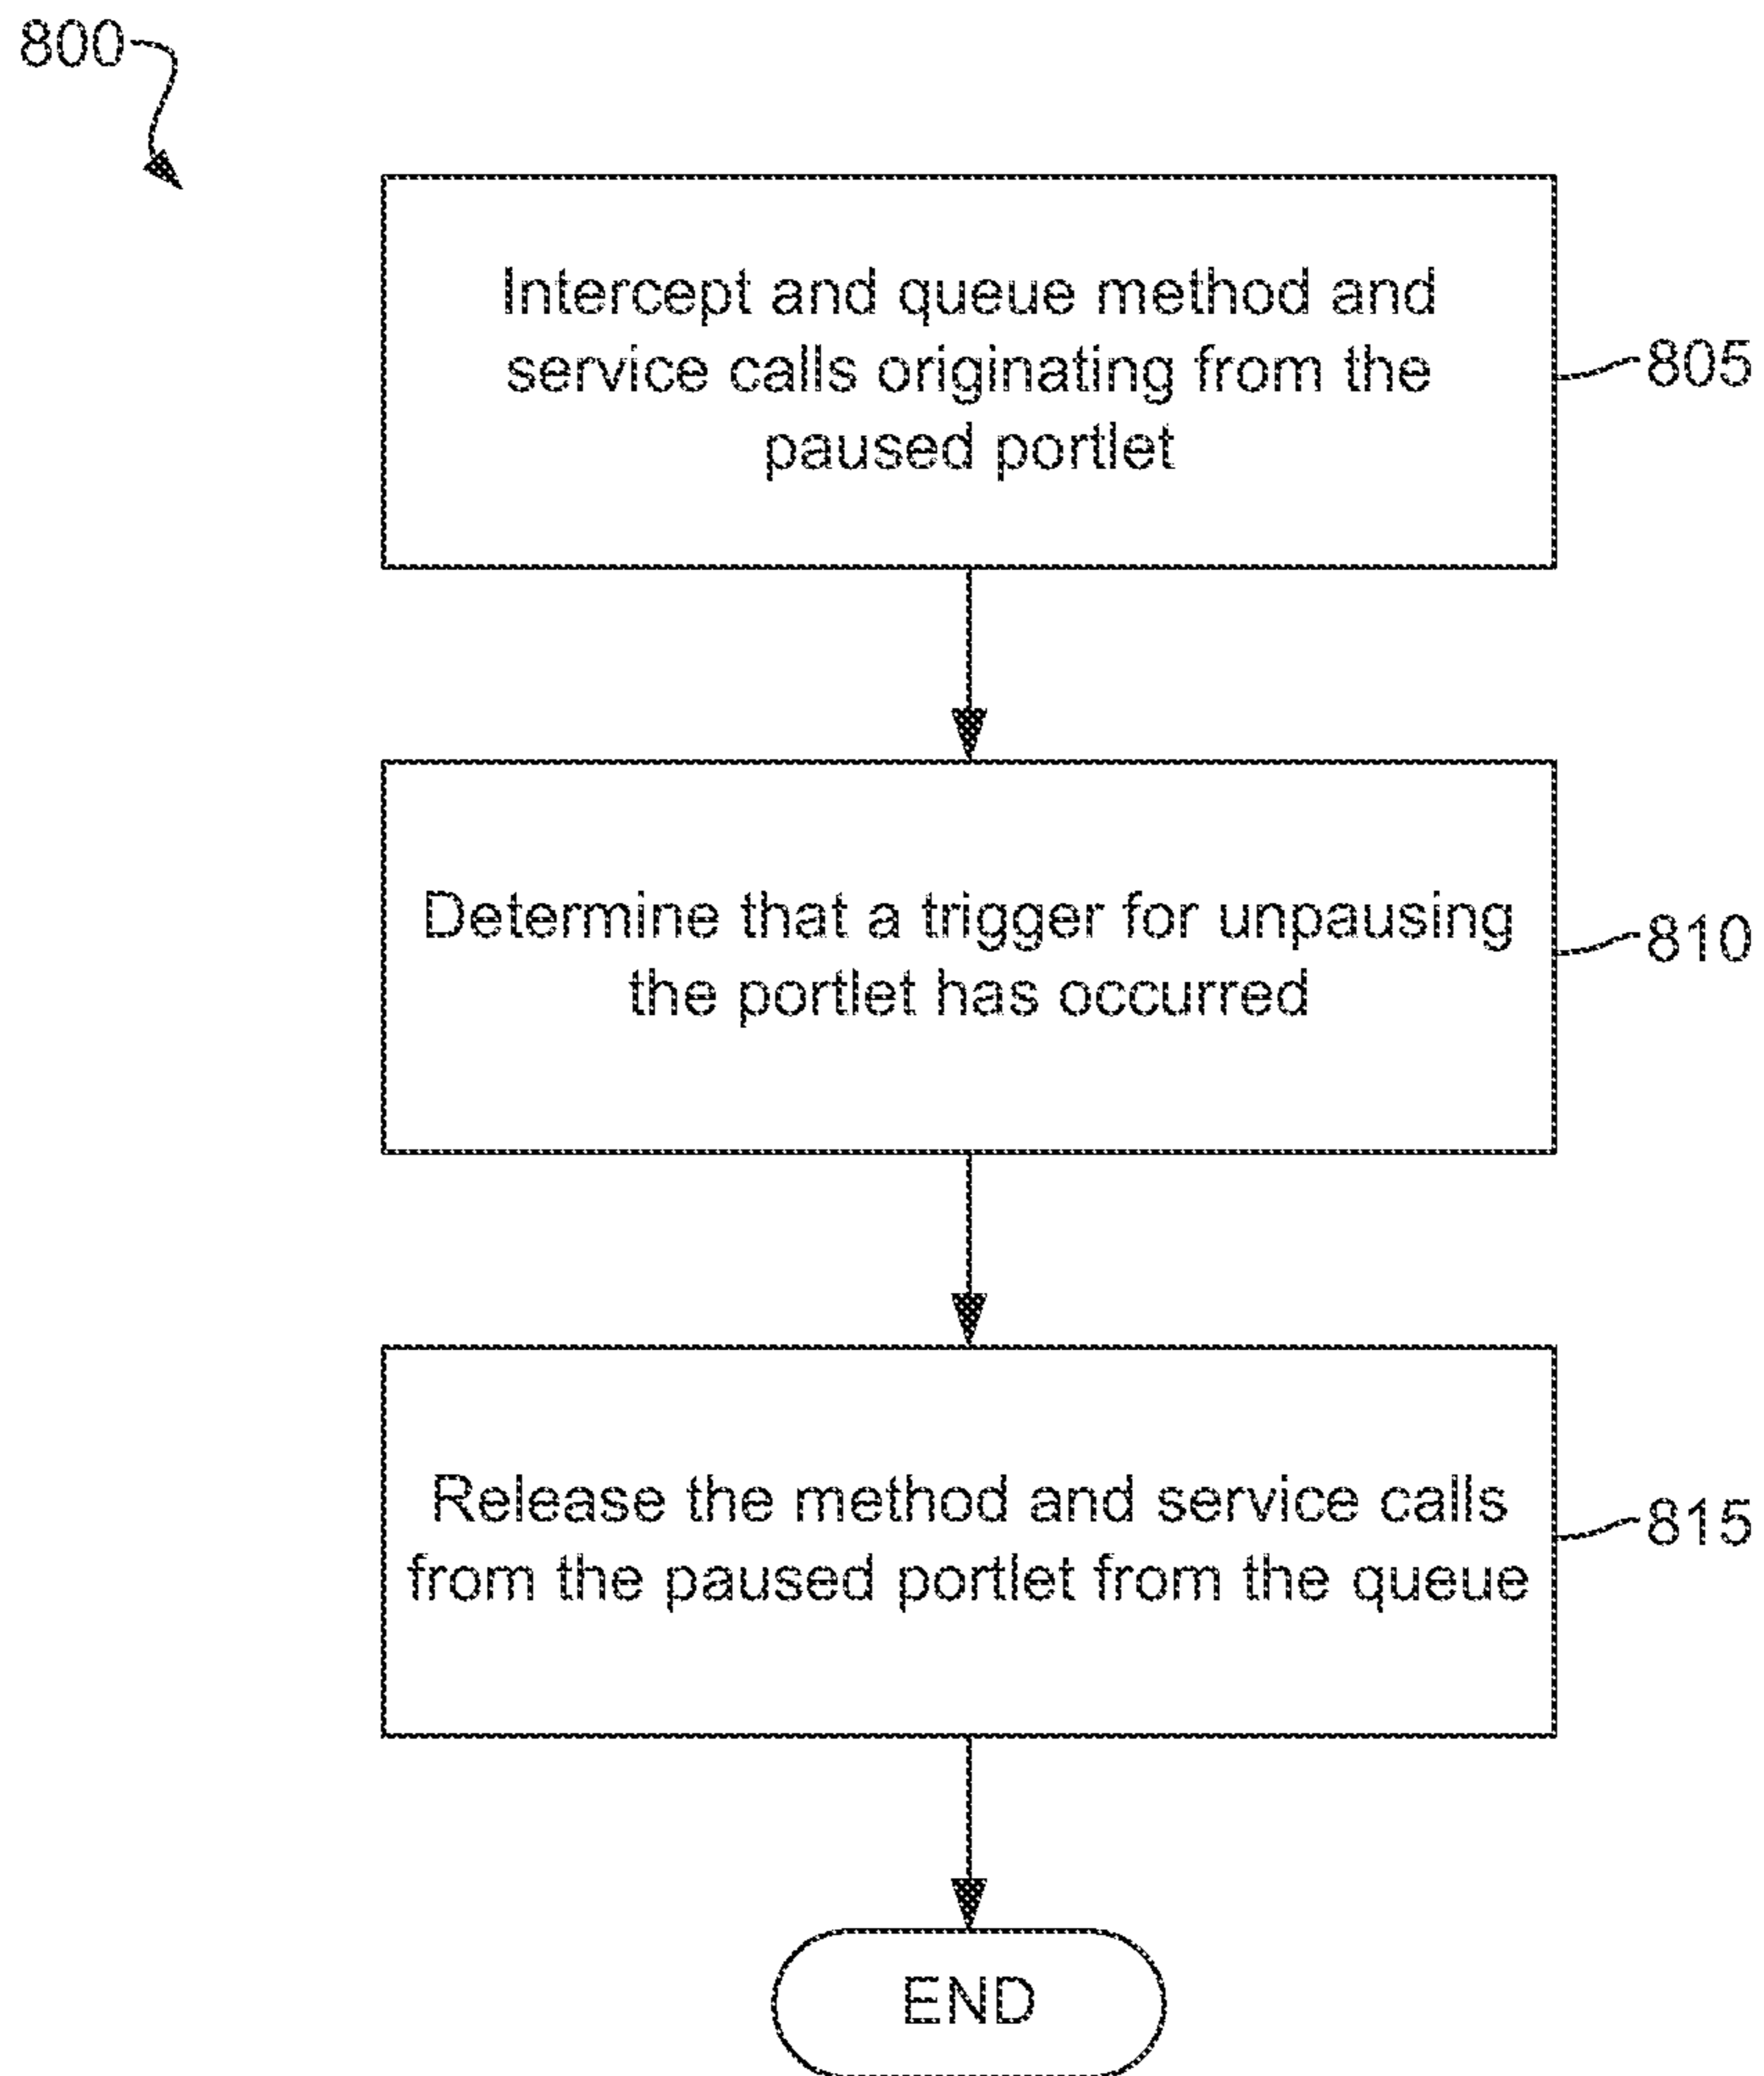 800
Intercept and queue method and
service calls originating from the
paused portlet
805
Determine that a trigger for unpausing
the portlet has occurred
810
Release the method and service calls
from the paused portlet from the queue
815
END